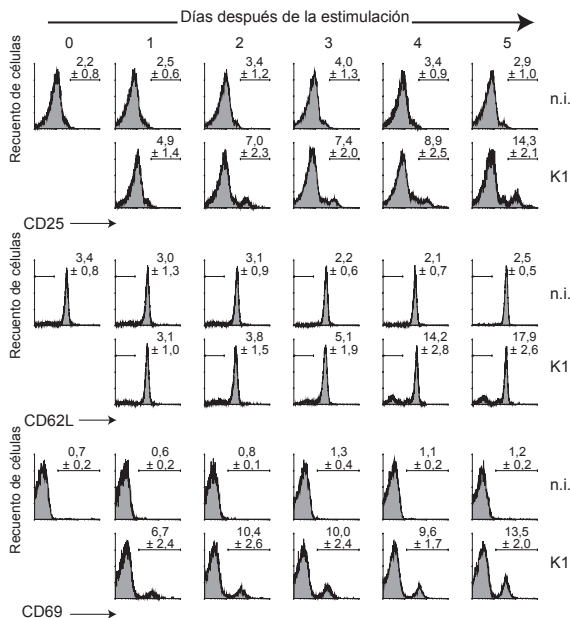 Días después de la estimulación
0 1 2 3 4 5
Recuento de células
2,2 2,5 3,4 4,0 3,4 2,9
± 0,8 ± 0,6 ± 1,2 ± 1,3 ± 0,9 ± 1,0
n.i.
4,9 7,0 7,4 8,9 14,3
± 1,4 ± 2,3 ± 2,0 ± 2,5 ± 2,1
K1
CD25
Recuento de células
3,4 3,0 3,1 2,2 2,1 2,5
± 0,8 ± 1,3 ± 0,9 ± 0,6 ± 0,7 ± 0,5
n.i.
3,1 3,8 5,1 14,2 17,9
± 1,0 ± 1,5 ± 1,9 ± 2,8 ± 2,6
K1
CD62L
Recuento de células
0,7 0,6 0,8 1,3 1,1 1,2
± 0,2 ± 0,2 ± 0,1 ± 0,4 ± 0,2 ± 0,2
n.i.
6,7 10,4 10,0 9,6 13,5
± 2,4 ± 2,6 ± 2,4 ± 1,7 ± 2,0
K1
CD69